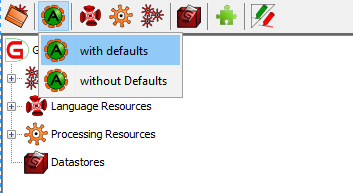 with defaults
without Defaults
Language Resources
Processing Resources
Datastores